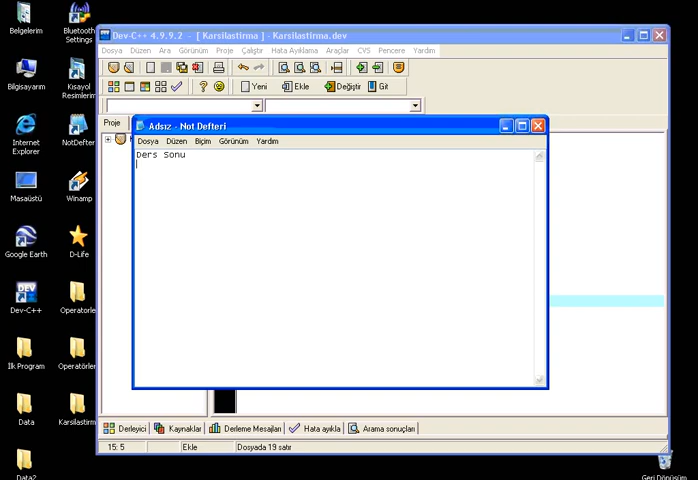 Belgelerim
Bluetooth Settings
Bilgisayarım
Kısayol Resimlerin
Internet Explorer
NotDefter
Masaüstü
Winamp
Google Earth
D-Life
Dev-C++
Operatorle
İlk Program
Operatörler
Data
Karsilastirm
Data2
Geri Dönüşüm
Dev-C++ 4.9.9.2 - [ Karsilastirma ] - Karsilastirma.dev
Dosya Düzen Ara Görünüm Proje Çalıştır Hata Ayıklama Araçlar CVS Pencere Yardım
Yeni Ekle Değiştir Git
Proje
Adsız - Not Defteri
Dosya Düzen Biçim Görünüm Yardım
Ders Sonu
Derleyici Kaynaklar Derleme Mesajları Hata ayıkla Arama sonuçları
15: 5 Ekle Dosyada 19 satır